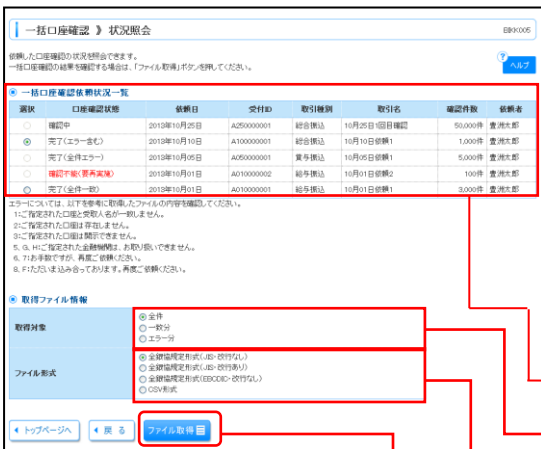 一括口座確認 》 状況照会
EIKK005
依頼した口座確認の状況を照会できます。
一括口座確認の結果を確認する場合は、「ファイル取得」ボタンを押してください。
? ヘルプ
一括口座確認依頼状況一覧
選択 口座確認状態 依頼日 受付ID 取引種別 取引名 確認件数 依頼者
確認中 2013年10月25日 A250000001 総合振込 10月25日1回目確認 50,000件 豊洲太郎
完了(エラー含む) 2013年10月10日 A100000001 総合振込 10月10日依頼1 1,000件 豊洲太郎
完了(全件エラー) 2013年10月05日 A050000001 賞与振込 10月05日依頼1 5,000件 豊洲太郎
確認不能(要再実施) 2013年10月01日 A010000002 給与振込 10月01日依頼2 100件 豊洲太郎
完了(全件一致) 2013年10月01日 A010000001 給与振込 10月01日依頼1 3,000件 豊洲太郎
エラーについては、以下を参考に取得したファイルの内容を確認してください。
1:ご指定された口座と受取人名が一致しません。
2:ご指定された口座は存在しません。
3:ご指定された口座は開示できません。
5、G、H:ご指定された金融機関は、お取り扱いできません。
6、7:お手数ですが、再度ご依頼ください。
8、F:ただいま込み合っております。再度ご依頼ください。
取得ファイル情報
取得対象
全件
一致分
エラー分
ファイル形式
全銀協規定形式(JIS・改行なし)
全銀協規定形式(JIS・改行あり)
全銀協規定形式(EBCDIC・改行なし)
CSV形式
トップページへ
戻る
ファイル取得